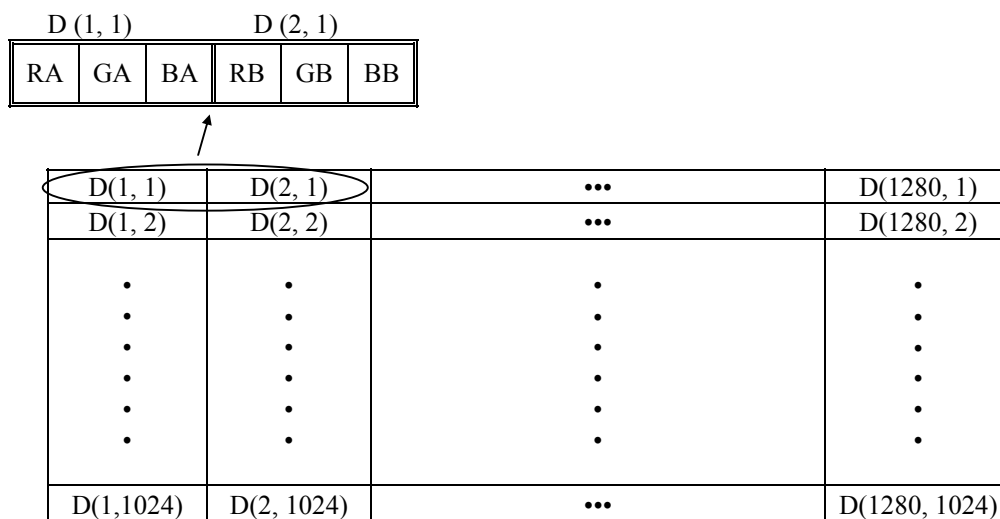 D (1, 1) D (2, 1)
RA GA BA RB GB BB
D(1, 1) D(2, 1) ••• D(1280, 1)
D(1, 2) D(2, 2) ••• D(1280, 2)
• • • •
• • • •
• • • •
• • • •
• • • •
• • • •
D(1,1024) D(2, 1024) ••• D(1280, 1024)